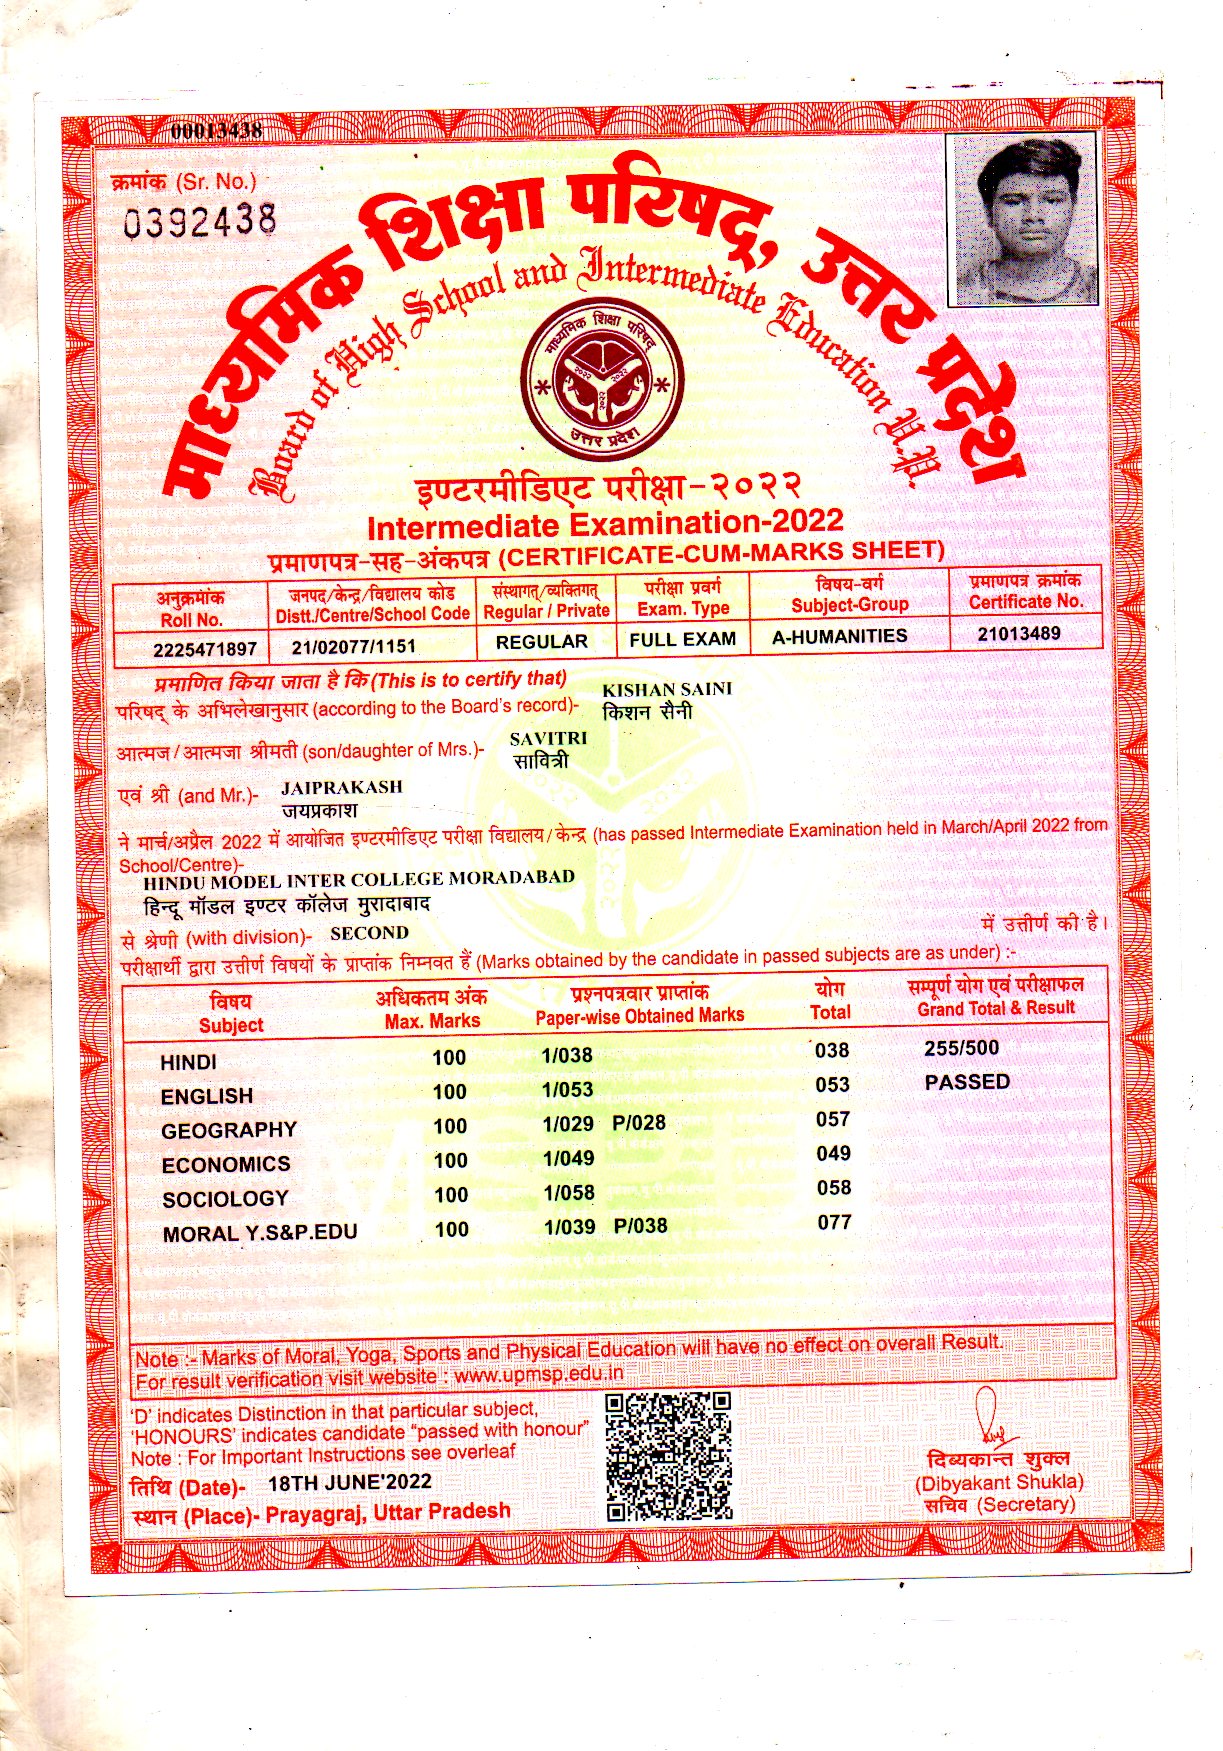 00013438
क्रमांक (Sr. No.)
0392438
माध्यमिक शिक्षा परिषद्, उत्तर प्रदेश
Board of High School and Intermediate Education U.P.
माध्यमिक शिक्षा परिषद्
२०२२ २०२२
२०२२
उत्तर प्रदेश
इण्टरमीडिएट परीक्षा-२०२२
Intermediate Examination-2022
प्रमाणपत्र-सह-अंकपत्र (CERTIFICATE-CUM-MARKS SHEET)
अनुक्रमांक जनपद/केन्द्र/विद्यालय कोड संस्थागत्/व्यक्तिगत् परीक्षा प्रवर्ग विषय-वर्ग प्रमाणपत्र क्रमांक
Roll No. Distt./Centre/School Code Regular / Private Exam. Type Subject-Group Certificate No.
2225471897 21/02077/1151 REGULAR FULL EXAM A-HUMANITIES 21013489
प्रमाणित किया जाता है कि (This is to certify that) KISHAN SAINI
परिषद् के अभिलेखानुसार (according to the Board's record)- किशन सैनी
आत्मज/आत्मजा श्रीमती (son/daughter of Mrs.)- SAVITRI
सावित्री
एवं श्री (and Mr.)- JAIPRAKASH
जयप्रकाश
ने मार्च/अप्रैल 2022 में आयोजित इण्टरमीडिएट परीक्षा विद्यालय/केन्द्र (has passed Intermediate Examination held in March/April 2022 from
School/Centre)-
HINDU MODEL INTER COLLEGE MORADABAD
हिन्दू मॉडल इण्टर कॉलेज मुरादाबाद
से श्रेणी (with division)- SECOND में उत्तीर्ण की है।
परीक्षार्थी द्वारा उत्तीर्ण विषयों के प्राप्तांक निम्नवत हैं (Marks obtained by the candidate in passed subjects are as under) :-
विषय अधिकतम अंक प्रश्नपत्रवार प्राप्तांक योग सम्पूर्ण योग एवं परीक्षाफल
Subject Max. Marks Paper-wise Obtained Marks Total Grand Total & Result
HINDI 100 1/038 038 255/500
ENGLISH 100 1/053 053 PASSED
GEOGRAPHY 100 1/029 P/028 057
ECONOMICS 100 1/049 049
SOCIOLOGY 100 1/058 058
MORAL Y.S&P.EDU 100 1/039 P/038 077
Note :- Marks of Moral, Yoga, Sports and Physical Education will have no effect on overall Result.
For result verification visit website : www.upmsp.edu.in
'D' indicates Distinction in that particular subject,
'HONOURS' indicates candidate "passed with honour"
Note : For Important Instructions see overleaf
तिथि (Date)- 18TH JUNE'2022
स्थान (Place)- Prayagraj, Uttar Pradesh
दिव्यकान्त शुक्ल
(Dibyakant Shukla)
सचिव (Secretary)